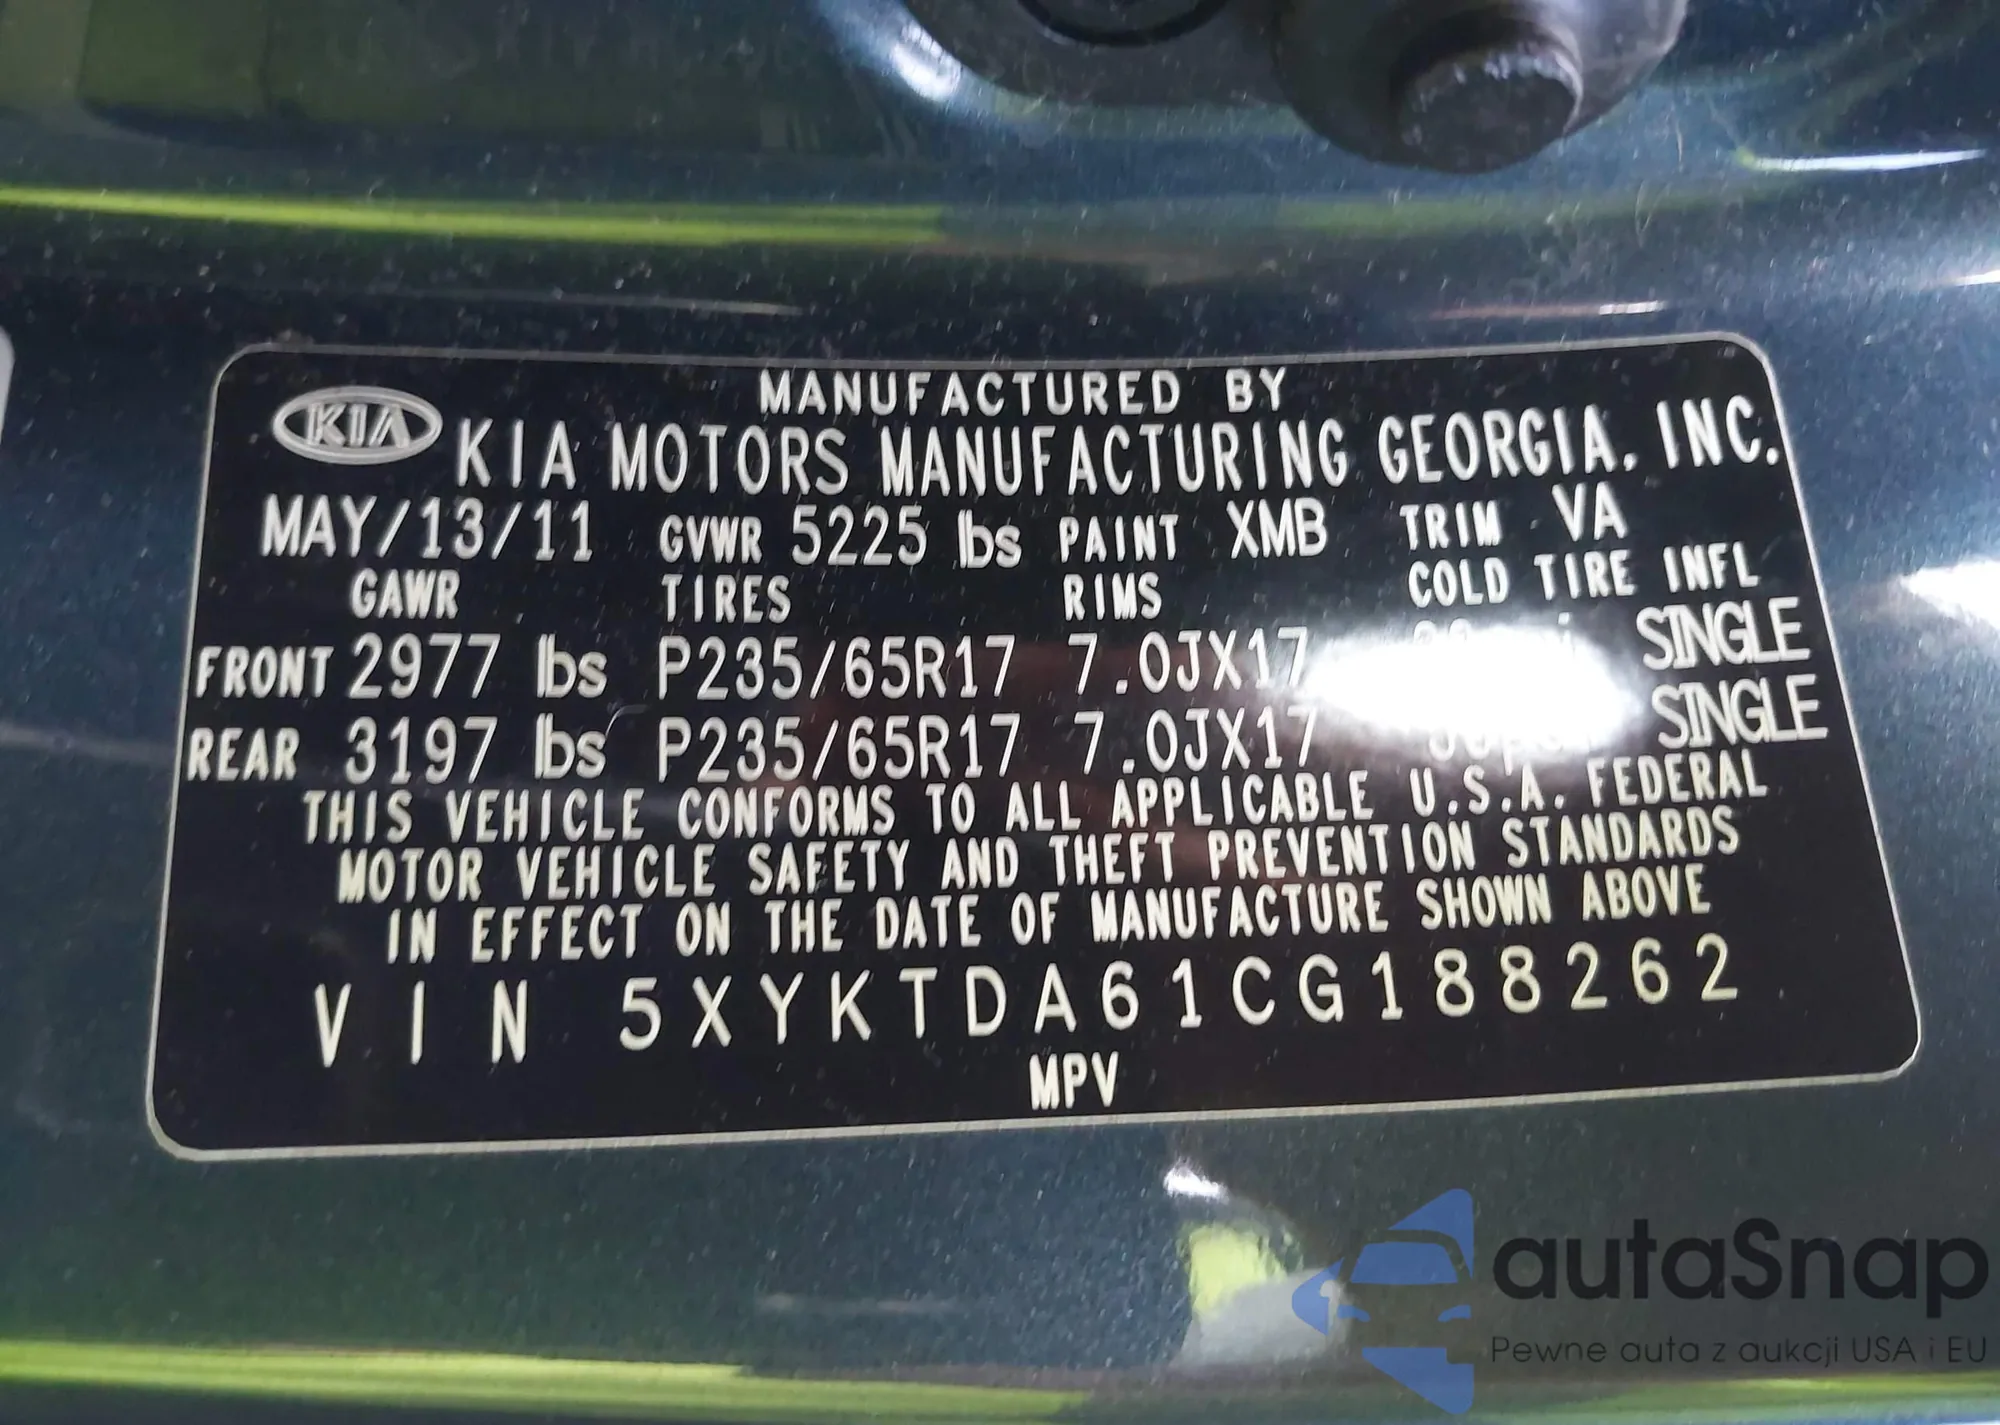 MANUFACTURED BY
KIA KIA MOTORS MANUFACTURING GEORGIA, INC.
MAY/13/11 GVWR 5225 lbs PAINT XMB TRIM VA
GAWR TIRES RIMS COLD TIRE INFL
FRONT 2977 lbs P235/65R17 7.0JX17 SINGLE
REAR 3197 lbs P235/65R17 7.0JX17 SINGLE
THIS VEHICLE CONFORMS TO ALL APPLICABLE U.S.A. FEDERAL
MOTOR VEHICLE SAFETY AND THEFT PREVENTION STANDARDS
IN EFFECT ON THE DATE OF MANUFACTURE SHOWN ABOVE
VIN 5XYKTDA61CG188262
MPV
autaSnap
Pewne auta z aukcji USA i EU